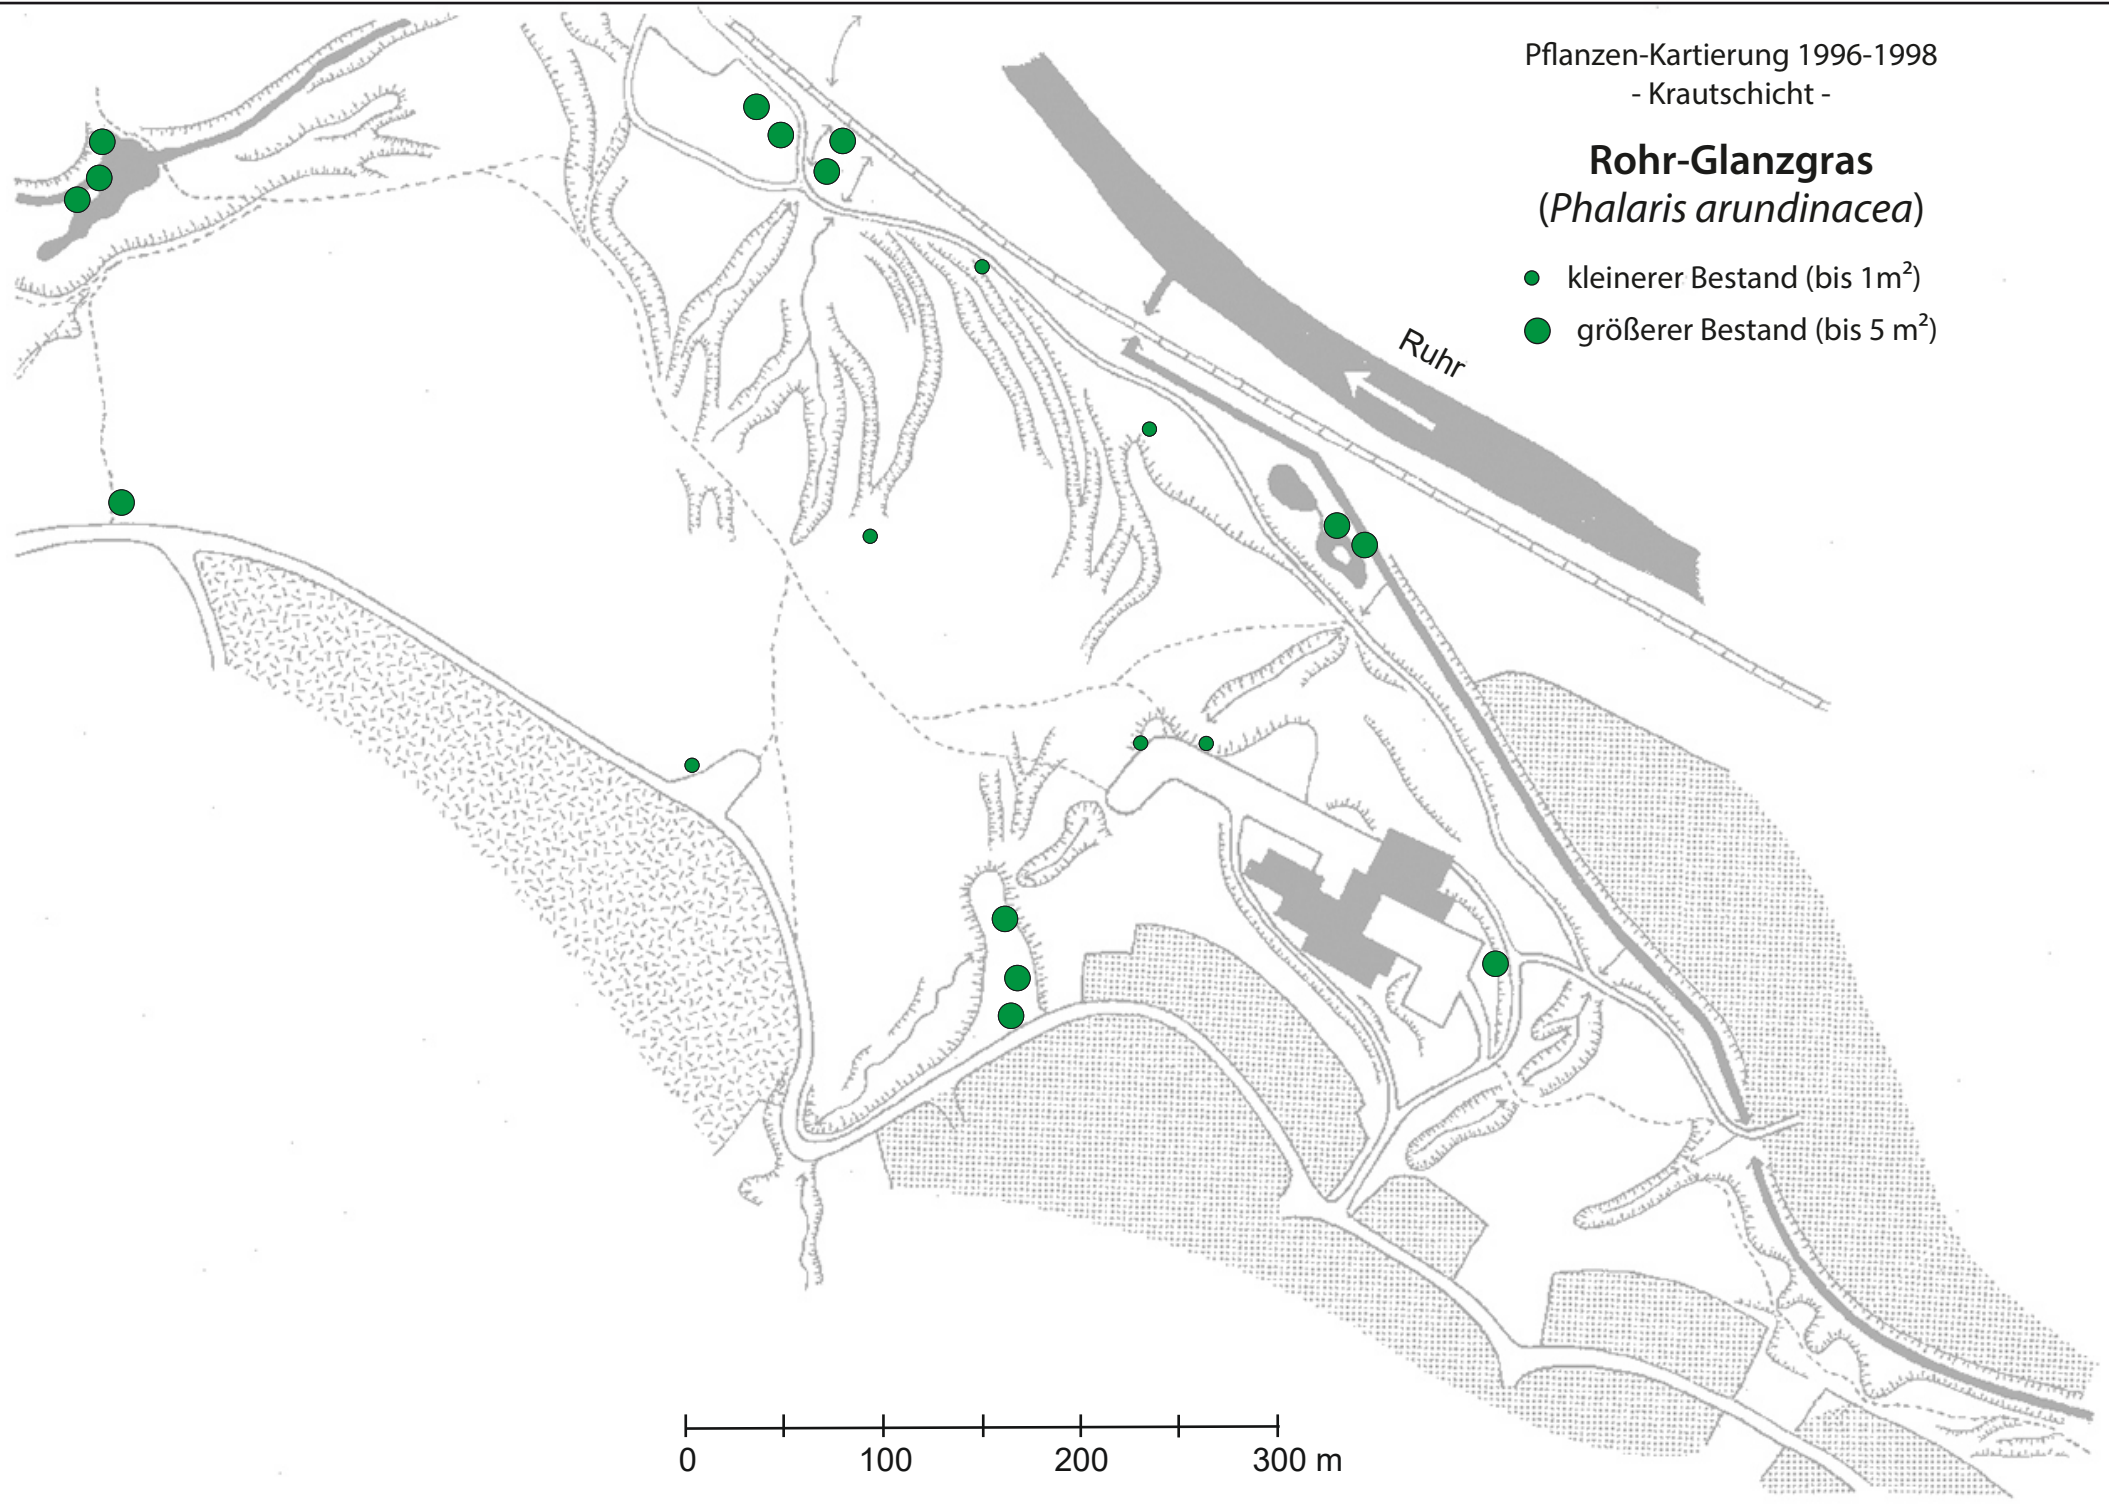 Pflanzen-Kartierung 1996-1998
- Krautschicht -
Rohr-Glanzgras
(Phalaris arundinacea)
kleinerer Bestand (bis 1m²)
größerer Bestand (bis 5 m²)
Ruhr
0 100 200 300 m